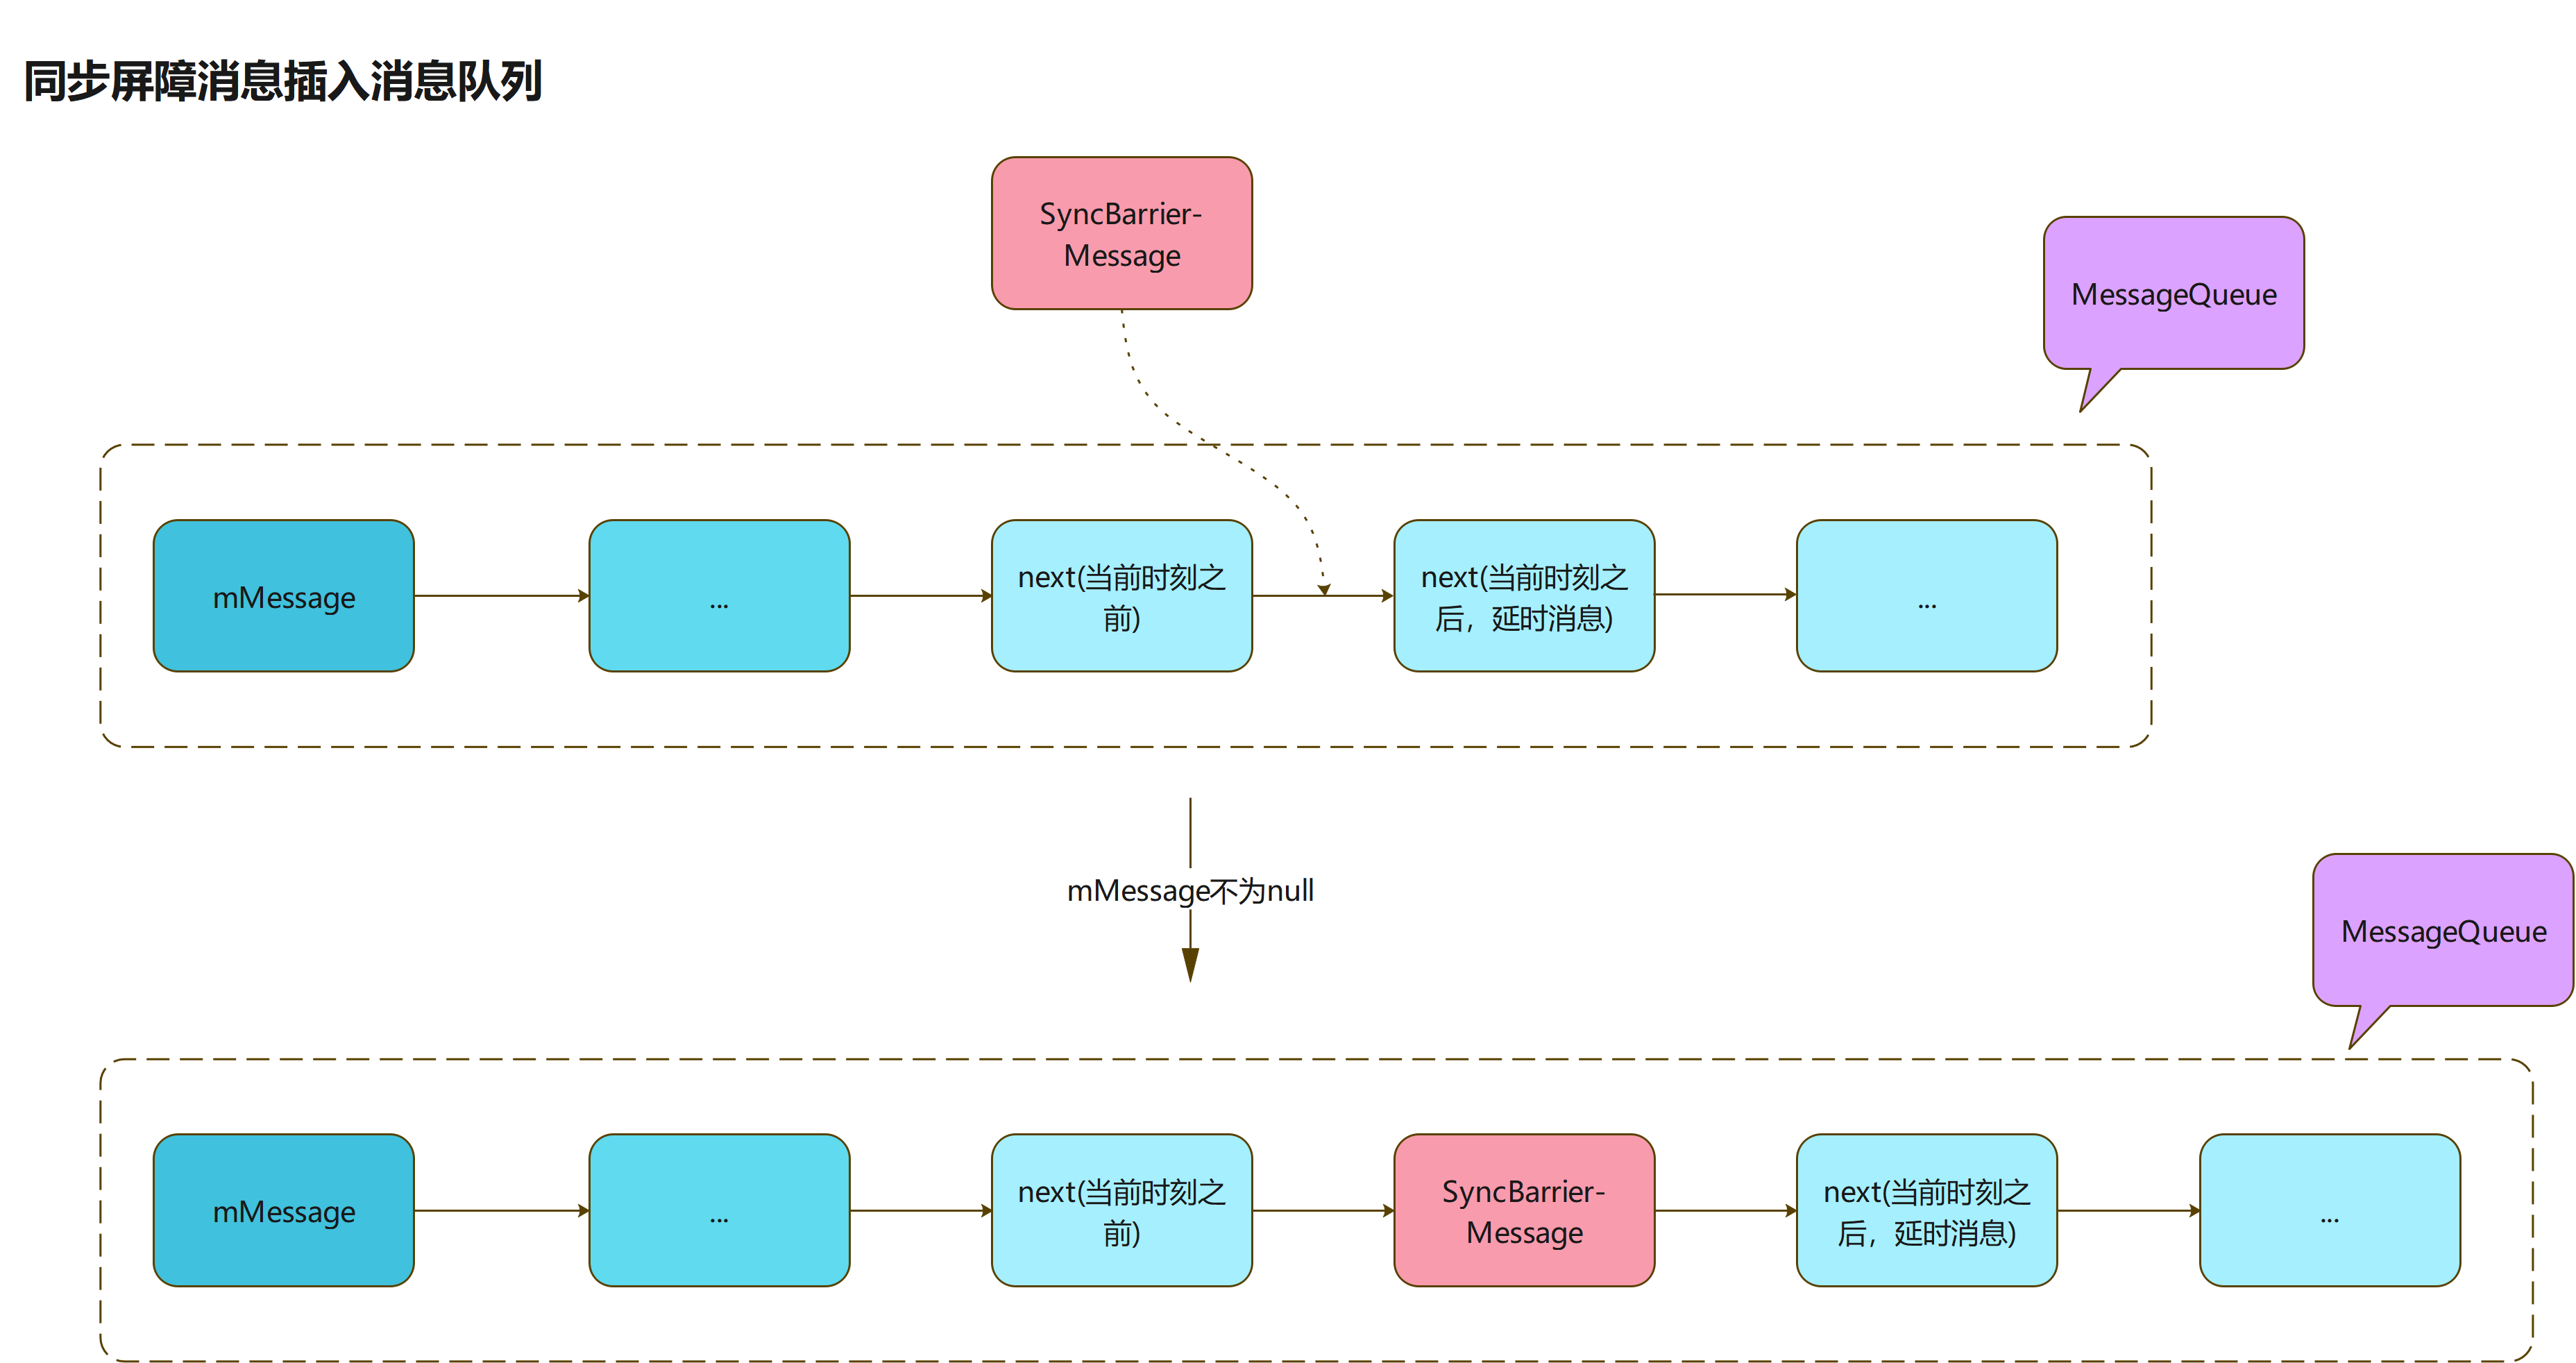 同步屏障消息插入消息队列
SyncBarrier-
Message
MessageQueue
mMessage
...
next(当前时刻之
前)
next(当前时刻之
后，延时消息)
...
mMessage不为null
MessageQueue
mMessage
...
next(当前时刻之
前)
SyncBarrier-
Message
next(当前时刻之
后，延时消息)
...